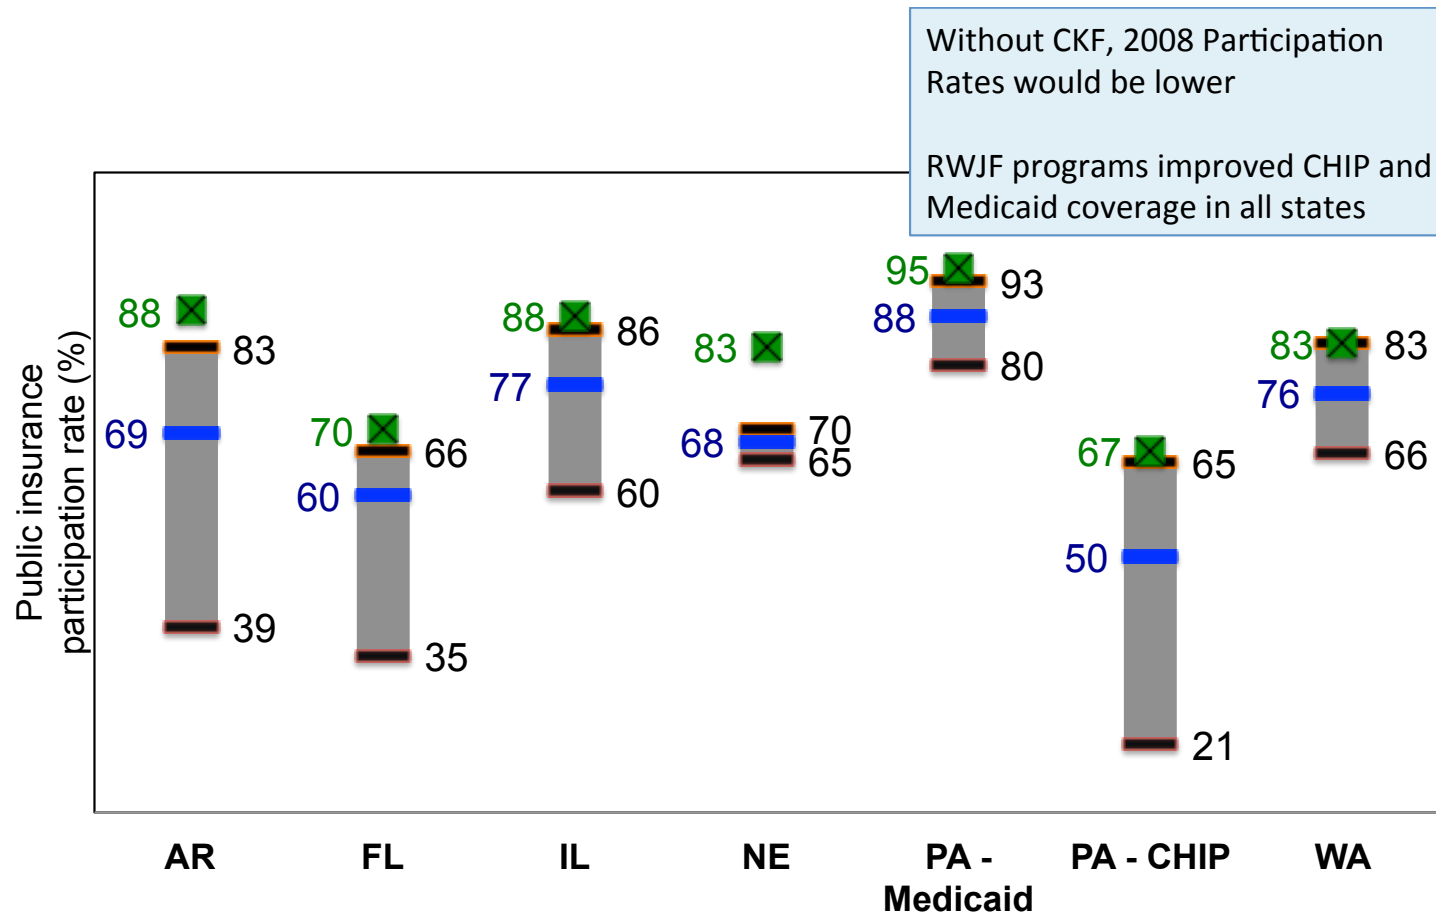 Without CKF, 2008 Participation
Rates would be lower
RWJF programs improved CHIP and
Medicaid coverage in all states
Public insurance
participation rate (%)
88
83
69
39
70
66
60
35
88
86
77
60
83
70
68
65
95
93
88
80
67
65
50
21
83
83
76
66
AR
FL
IL
NE
PA -
Medicaid
PA - CHIP
WA